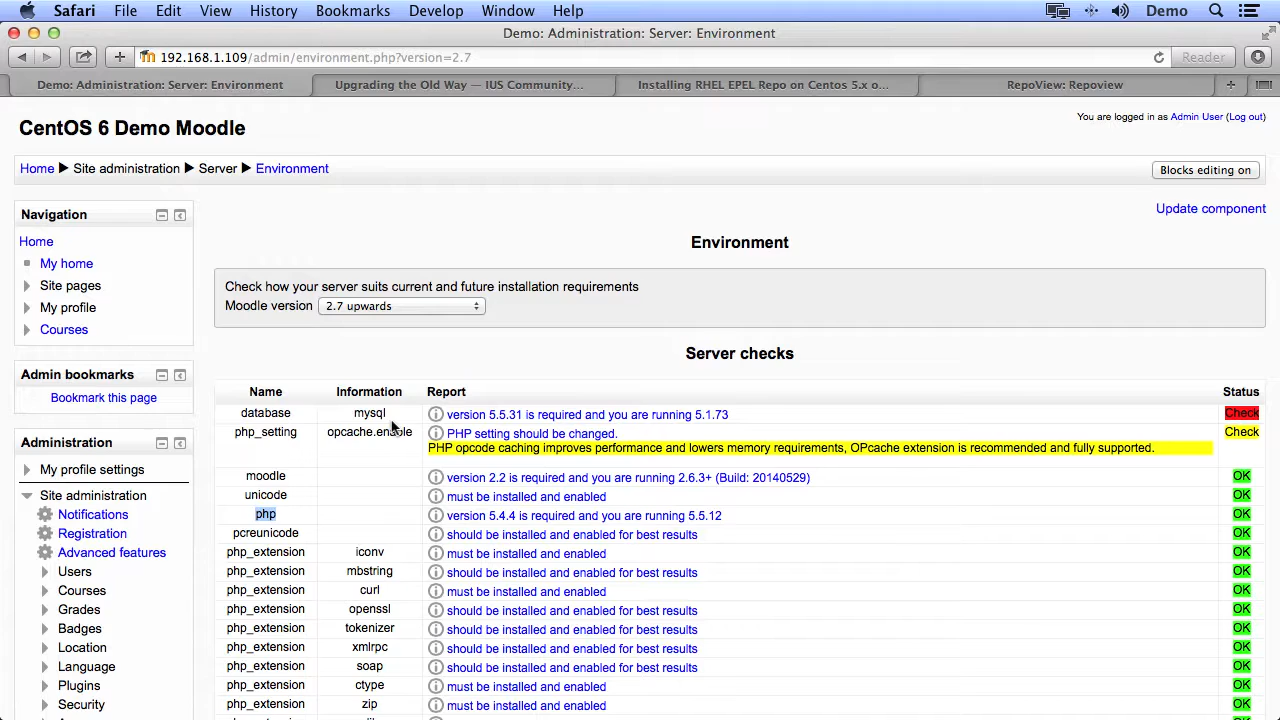 Safari File Edit View History Bookmarks Develop Window Help Demo
Demo: Administration: Server: Environment
192.168.1.109/admin/environment.php?version=2.7 Reader
Demo: Administration: Server: Environment Upgrading the Old Way — IUS Community... Installing RHEL EPEL Repo on Centos 5.x o... RepoView: Repoview +
You are logged in as Admin User (Log out)
CentOS 6 Demo Moodle
Home ▶ Site administration ▶ Server ▶ Environment Blocks editing on
Update component
Navigation
Home
My home
Site pages
My profile
Courses
Admin bookmarks
Bookmark this page
Administration
My profile settings
Site administration
Notifications
Registration
Advanced features
Users
Courses
Grades
Badges
Location
Language
Plugins
Security
Environment
Check how your server suits current and future installation requirements
Moodle version 2.7 upwards
Server checks
Name Information Report Status
database mysql version 5.5.31 is required and you are running 5.1.73 Check
php_setting opcache.enable PHP setting should be changed. Check
PHP opcode caching improves performance and lowers memory requirements, OPcache extension is recommended and fully supported.
moodle version 2.2 is required and you are running 2.6.3+ (Build: 20140529) OK
unicode must be installed and enabled OK
php version 5.4.4 is required and you are running 5.5.12 OK
pcreunicode should be installed and enabled for best results OK
php_extension iconv must be installed and enabled OK
php_extension mbstring should be installed and enabled for best results OK
php_extension curl must be installed and enabled OK
php_extension openssl should be installed and enabled for best results OK
php_extension tokenizer should be installed and enabled for best results OK
php_extension xmlrpc should be installed and enabled for best results OK
php_extension soap should be installed and enabled for best results OK
php_extension ctype must be installed and enabled OK
php_extension zip must be installed and enabled OK